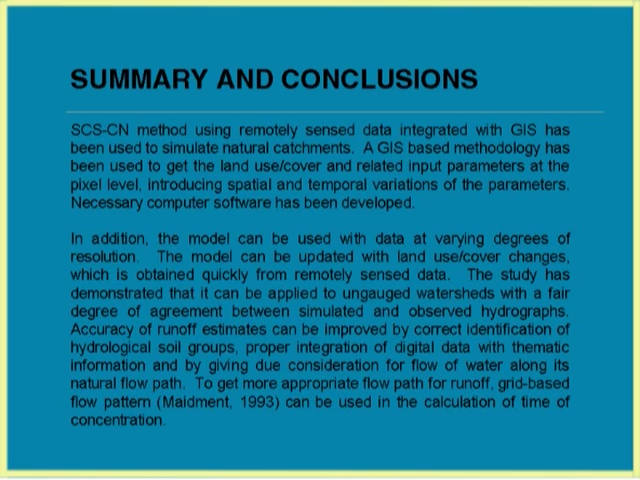 SUMMARY AND CONCLUSIONS
SCS-CN method using remotely sensed data integrated with GIS has
been used to simulate natural catchments. A GIS based methodology has
been used to get the land use/cover and related input parameters at the
pixel level, introducing spatial and temporal variations of the parameters.
Necessary computer software has been developed.
In addition, the model can be used with data at varying degrees of
resolution. The model can be updated with land use/cover changes,
which is obtained quickly from remotely sensed data. The study has
demonstrated that it can be applied to ungauged watersheds with a fair
degree of agreement between simulated and observed hydrographs.
Accuracy of runoff estimates can be improved by correct identification of
hydrological soil groups, proper integration of digital data with thematic
information and by giving due consideration for flow of water along its
natural flow path. To get more appropriate flow path for runoff, grid-based
flow pattern (Maidment, 1993) can be used in the calculation of time of
concentration.